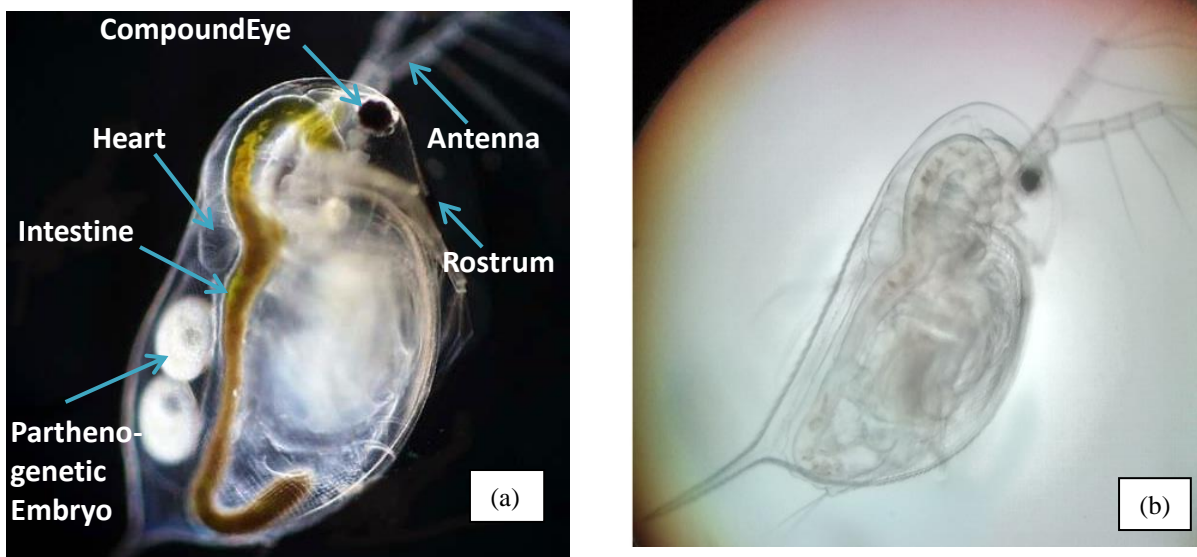 CompoundEye
Heart
Antenna
Intestine
Rostrum
Partheno-
genetic
Embryo
(a)
(b)